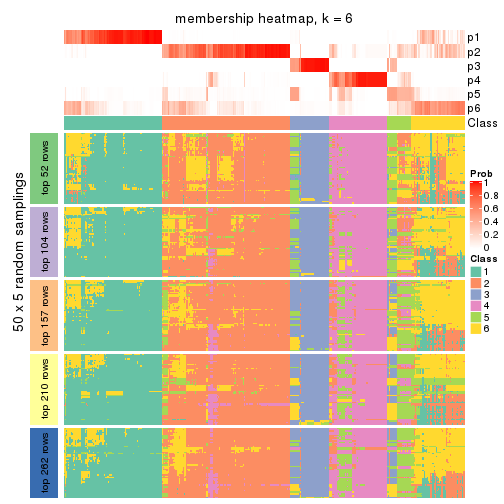 membership heatmap, k = 6
p1
p2
p3
p4
p5
p6
Class
50 x 5 random samplings
top 52 rows
top 104 rows
top 157 rows
top 210 rows
top 262 rows
Prob
1
0.8
0.6
0.4
0.2
0
Class
1
2
3
4
5
6